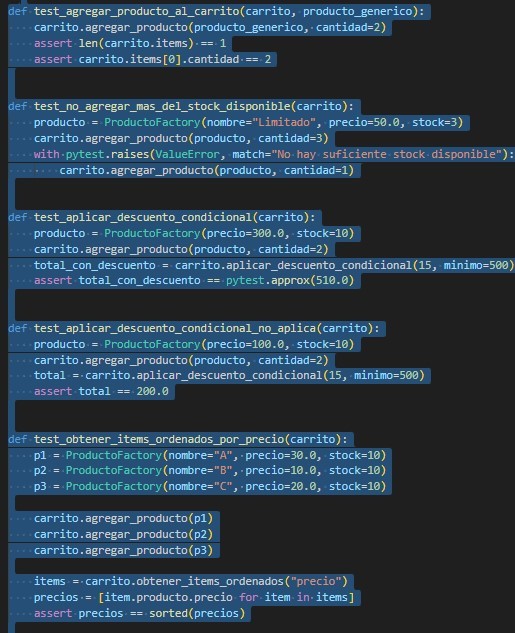 def test_agregar_producto_al_carrito(carrito, producto_generico):
    carrito.agregar_producto(producto_generico, cantidad=2)
    assert len(carrito.items) == 1
    assert carrito.items[0].cantidad == 2
def test_no_agregar_mas_del_stock_disponible(carrito):
    producto = ProductoFactory(nombre="Limitado", precio=50.0, stock=3)
    carrito.agregar_producto(producto, cantidad=3)
    with pytest.raises(ValueError, match="No hay suficiente stock disponible"):
        carrito.agregar_producto(producto, cantidad=1)
def test_aplicar_descuento_condicional(carrito):
    producto = ProductoFactory(precio=300.0, stock=10)
    carrito.agregar_producto(producto, cantidad=2)
    total_con_descuento = carrito.aplicar_descuento_condicional(15, minimo=500)
    assert total_con_descuento == pytest.approx(510.0)
def test_aplicar_descuento_condicional_no_aplica(carrito):
    producto = ProductoFactory(precio=100.0, stock=10)
    carrito.agregar_producto(producto, cantidad=2)
    total = carrito.aplicar_descuento_condicional(15, minimo=500)
    assert total == 200.0
def test_obtener_items_ordenados_por_precio(carrito):
    p1 = ProductoFactory(nombre="A", precio=30.0, stock=10)
    p2 = ProductoFactory(nombre="B", precio=10.0, stock=10)
    p3 = ProductoFactory(nombre="C", precio=20.0, stock=10)
    carrito.agregar_producto(p1)
    carrito.agregar_producto(p2)
    carrito.agregar_producto(p3)
    items = carrito.obtener_items_ordenados("precio")
    precios = [item.producto.precio for item in items]
    assert precios == sorted(precios)